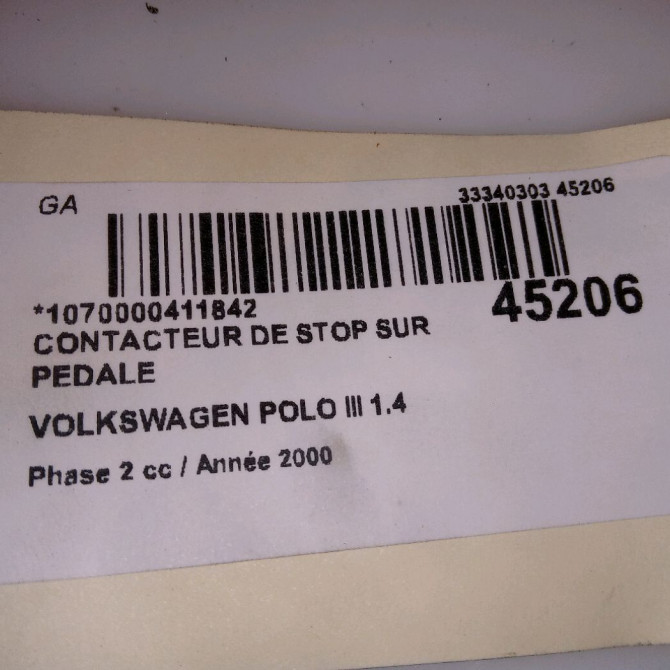 GA
33340303 45206
*1070000411842
45206
CONTACTEUR DE STOP SUR
PEDALE
VOLKSWAGEN POLO III 1.4
Phase 2 cc / Année 2000